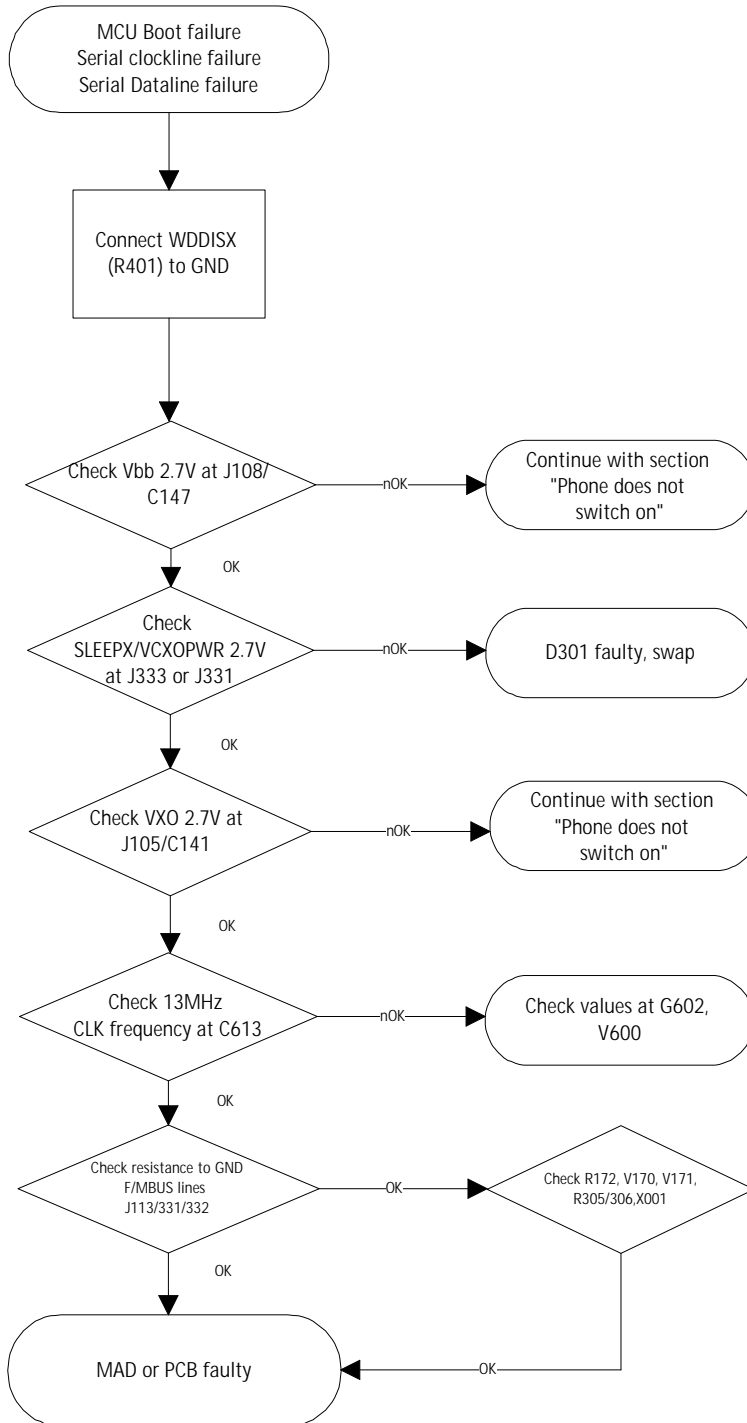 MCU Boot failure
Serial clockline failure
Serial Dataline failure
Connect WDDISX
(R401) to GND
Check Vbb 2.7V at J108/
C147
nOK
Continue with section
"Phone does not
switch on"
OK
Check
SLEEPX/VCXOPWR 2.7V
at J333 or J331
nOK
D301 faulty, swap
OK
Check VXO 2.7V at
J105/C141
nOK
Continue with section
"Phone does not
switch on"
OK
Check 13MHz
CLK frequency at C613
nOK
Check values at G602,
V600
OK
Check resistance to GND
F/MBUS lines
J113/331/332
OK
Check R172, V170, V171,
R305/306,X001
OK
MAD or PCB faulty
OK